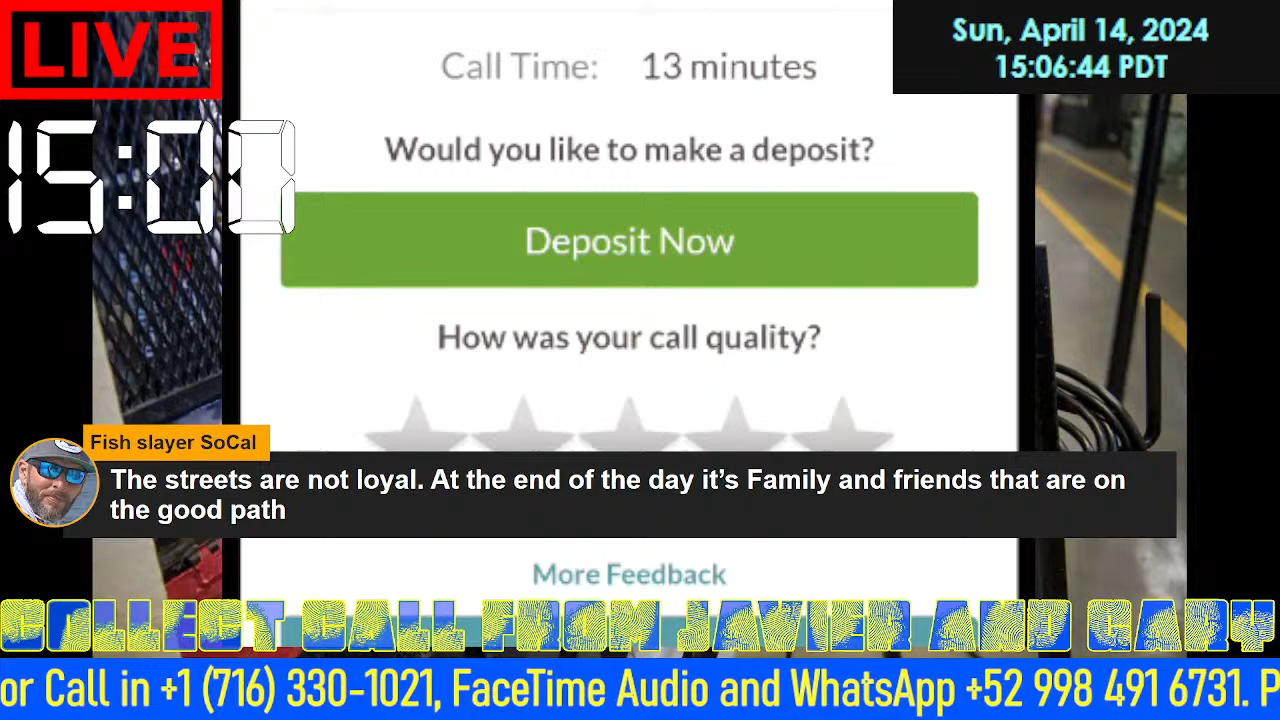 LIVE
Sun, April 14, 2024
15:06:44 PDT
15:00
Call Time: 13 minutes
Would you like to make a deposit?
Deposit Now
How was your call quality?
Fish slayer SoCal
The streets are not loyal. At the end of the day it’s Family and friends that are on
the good path
More Feedback
COLLECT CALL FROM JAVIER AND GARY
or Call in +1 (716) 330-1021, FaceTime Audio and WhatsApp +52 998 491 6731. P